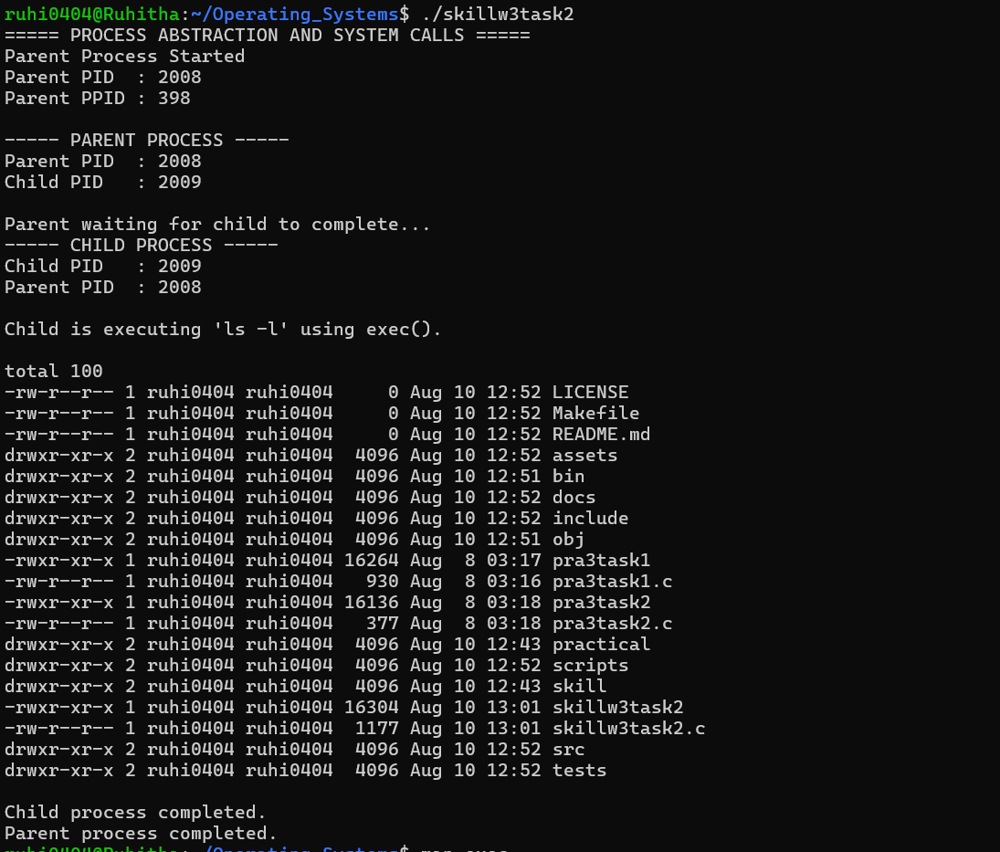 ruhi0404@Ruhitha:~/Operating_Systems$ ./skillw3task2
===== PROCESS ABSTRACTION AND SYSTEM CALLS =====
Parent Process Started
Parent PID  : 2008
Parent PPID : 398

----- PARENT PROCESS -----
Parent PID  : 2008
Child PID   : 2009

Parent waiting for child to complete...
----- CHILD PROCESS -----
Child PID   : 2009
Parent PID  : 2008

Child is executing 'ls -l' using exec().

total 100
-rw-r--r-- 1 ruhi0404 ruhi0404     0 Aug 10 12:52 LICENSE
-rw-r--r-- 1 ruhi0404 ruhi0404     0 Aug 10 12:52 Makefile
-rw-r--r-- 1 ruhi0404 ruhi0404     0 Aug 10 12:52 README.md
drwxr-xr-x 2 ruhi0404 ruhi0404  4096 Aug 10 12:52 assets
drwxr-xr-x 2 ruhi0404 ruhi0404  4096 Aug 10 12:51 bin
drwxr-xr-x 2 ruhi0404 ruhi0404  4096 Aug 10 12:52 docs
drwxr-xr-x 2 ruhi0404 ruhi0404  4096 Aug 10 12:52 include
drwxr-xr-x 2 ruhi0404 ruhi0404  4096 Aug 10 12:51 obj
-rwxr-xr-x 1 ruhi0404 ruhi0404 16264 Aug  8 03:17 pra3task1
-rw-r--r-- 1 ruhi0404 ruhi0404   930 Aug  8 03:16 pra3task1.c
-rwxr-xr-x 1 ruhi0404 ruhi0404 16136 Aug  8 03:18 pra3task2
-rw-r--r-- 1 ruhi0404 ruhi0404   377 Aug  8 03:18 pra3task2.c
drwxr-xr-x 2 ruhi0404 ruhi0404  4096 Aug 10 12:43 practical
drwxr-xr-x 2 ruhi0404 ruhi0404  4096 Aug 10 12:52 scripts
drwxr-xr-x 2 ruhi0404 ruhi0404  4096 Aug 10 12:43 skill
-rwxr-xr-x 1 ruhi0404 ruhi0404 16304 Aug 10 13:01 skillw3task2
-rw-r--r-- 1 ruhi0404 ruhi0404  1177 Aug 10 13:01 skillw3task2.c
drwxr-xr-x 2 ruhi0404 ruhi0404  4096 Aug 10 12:52 src
drwxr-xr-x 2 ruhi0404 ruhi0404  4096 Aug 10 12:52 tests

Child process completed.
Parent process completed.
ruhi0404@Ruhitha:~/Operating_Systems$ man exec